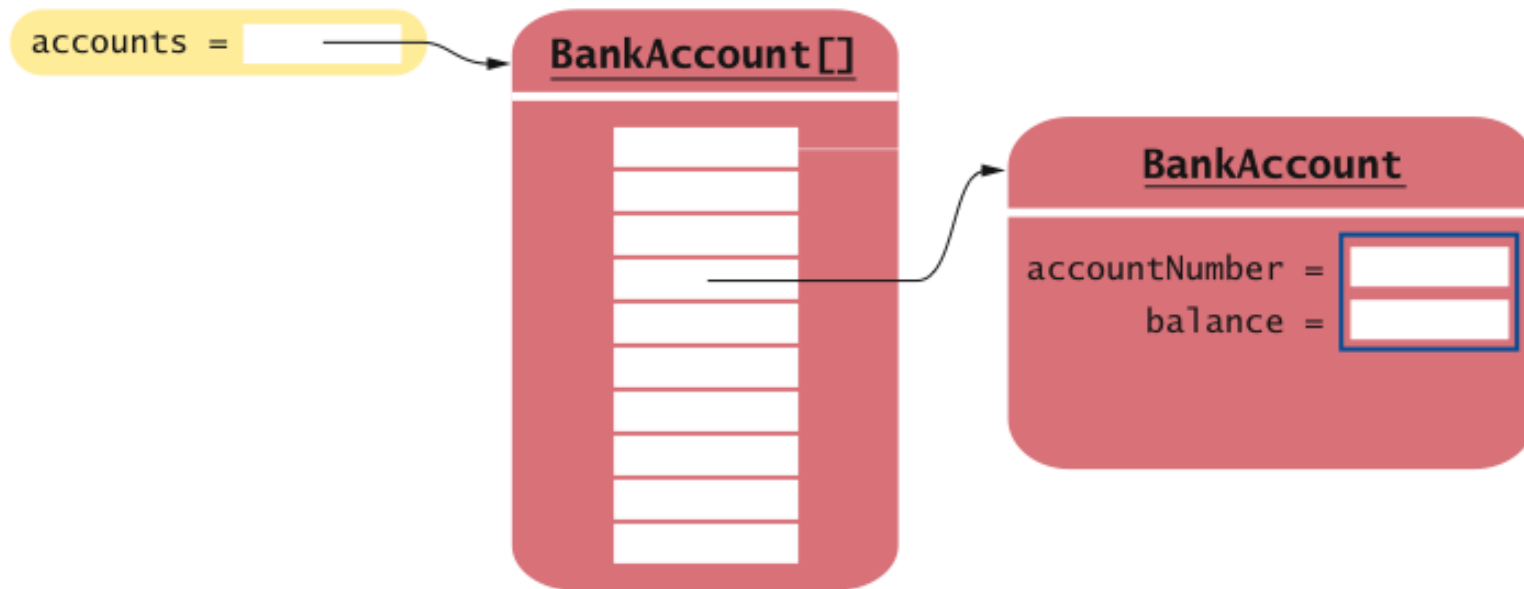 accounts =
BankAccount[]
BankAccount
accountNumber =
balance =